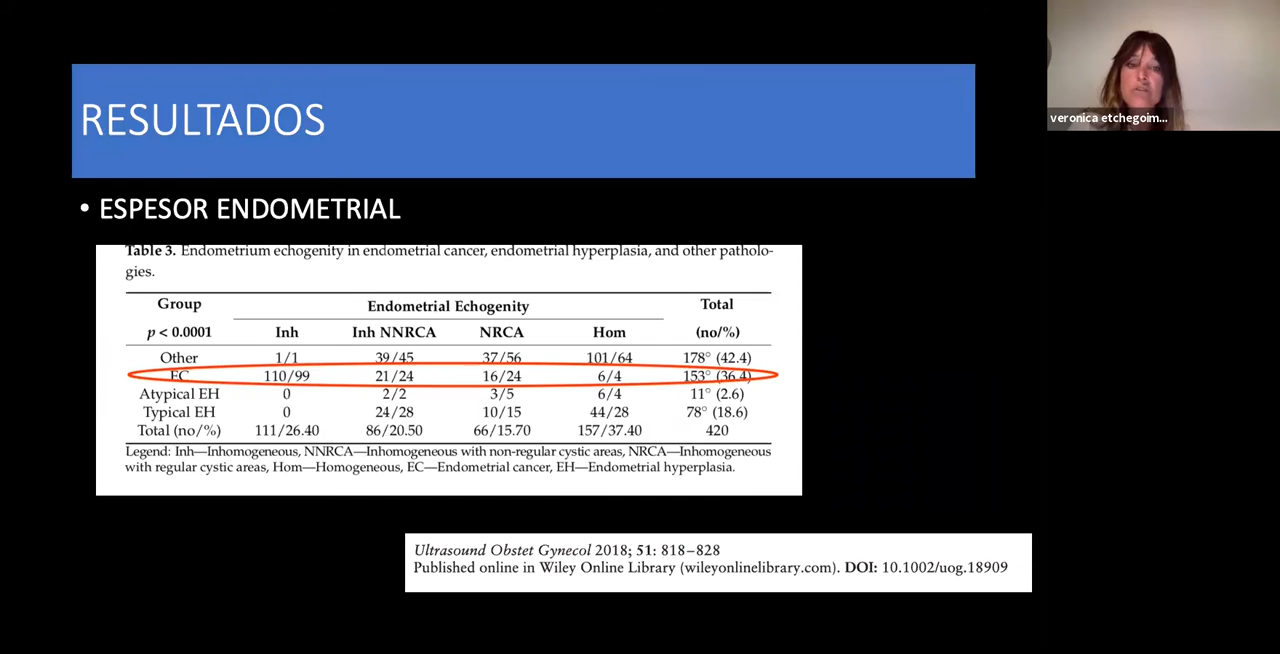 RESULTADOS
veronica etchegoim...
• ESPESOR ENDOMETRIAL
Table 3. Endometrium echogenity in endometrial cancer, endometrial hyperplasia, and other patholo-
gies.
Group Endometrial Echogenity Total
p < 0.0001 Inh Inh NNRCA NRCA Hom (no/%)
Other 1/1 39/45 37/56 101/64 178° (42.4)
EC 110/99 21/24 16/24 6/4 153° (36.4)
Atypical EH 0 2/2 3/5 6/4 11° (2.6)
Typical EH 0 24/28 10/15 44/28 78° (18.6)
Total (no/%) 111/26.40 86/20.50 66/15.70 157/37.40 420
Legend: Inh—Inhomogeneous, NNRCA—Inhomogeneous with non-regular cystic areas, NRCA—Inhomogeneous
with regular cystic areas, Hom—Homogeneous, EC—Endometrial cancer, EH—Endometrial hyperplasia.
Ultrasound Obstet Gynecol 2018; 51: 818–828
Published online in Wiley Online Library (wileyonlinelibrary.com). DOI: 10.1002/uog.18909